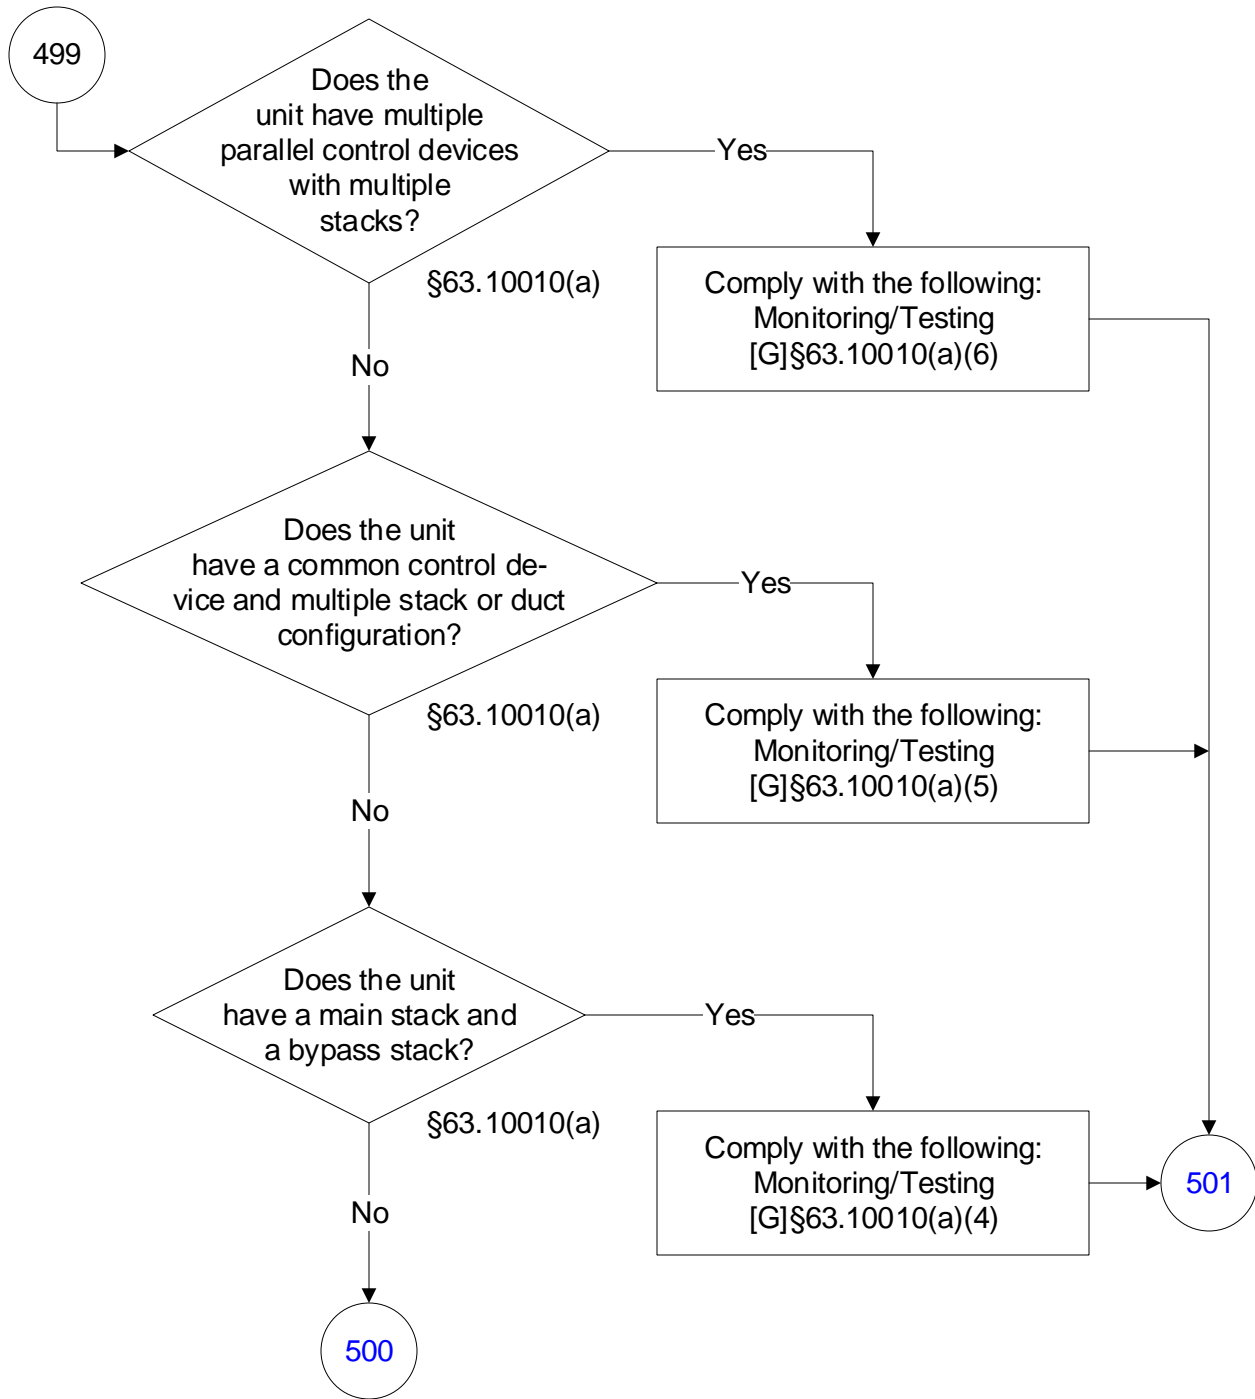 499
Does the
unit have multiple
parallel control devices
with multiple
stacks?
Yes
§63.10010(a)
Comply with the following:
Monitoring/Testing
[G]§63.10010(a)(6)
No
Does the unit
have a common control de-
vice and multiple stack or duct
configuration?
Yes
§63.10010(a)
Comply with the following:
Monitoring/Testing
[G]§63.10010(a)(5)
No
Does the unit
have a main stack and
a bypass stack?
Yes
§63.10010(a)
Comply with the following:
Monitoring/Testing
[G]§63.10010(a)(4)
501
No
500